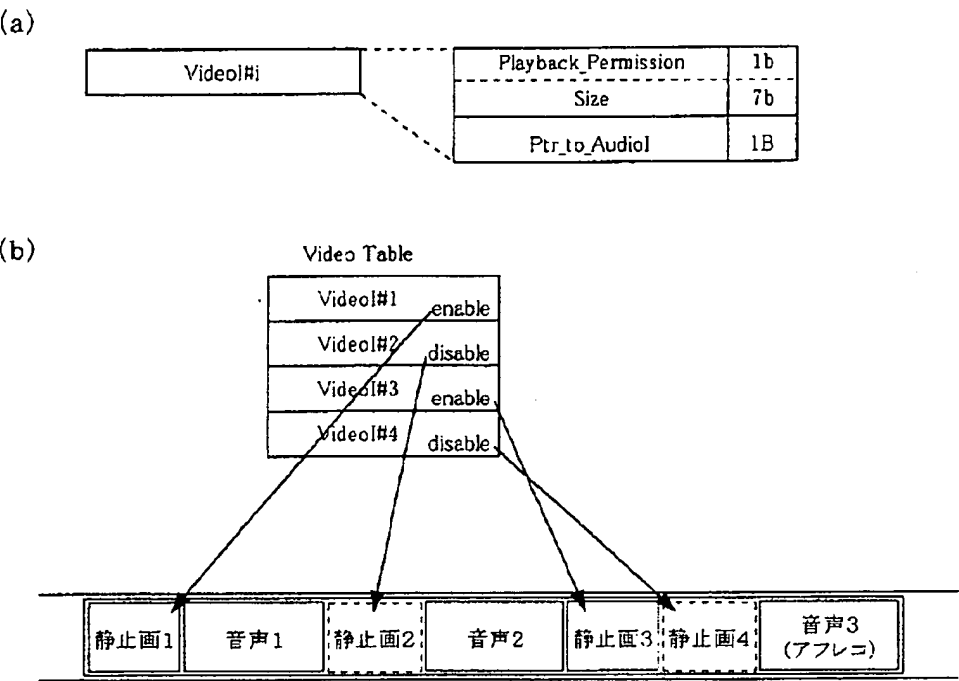 (a)
VideoI#i
Playback_Permission 1b
Size 7b
Ptr_to_AudioI 1B
(b)
Video Table
VideoI#1 enable
VideoI#2 disable
VideoI#3 enable
VideoI#4 disable
静止画1 音声1 静止画2 音声2 静止画3 静止画4 音声3
(アフレコ)